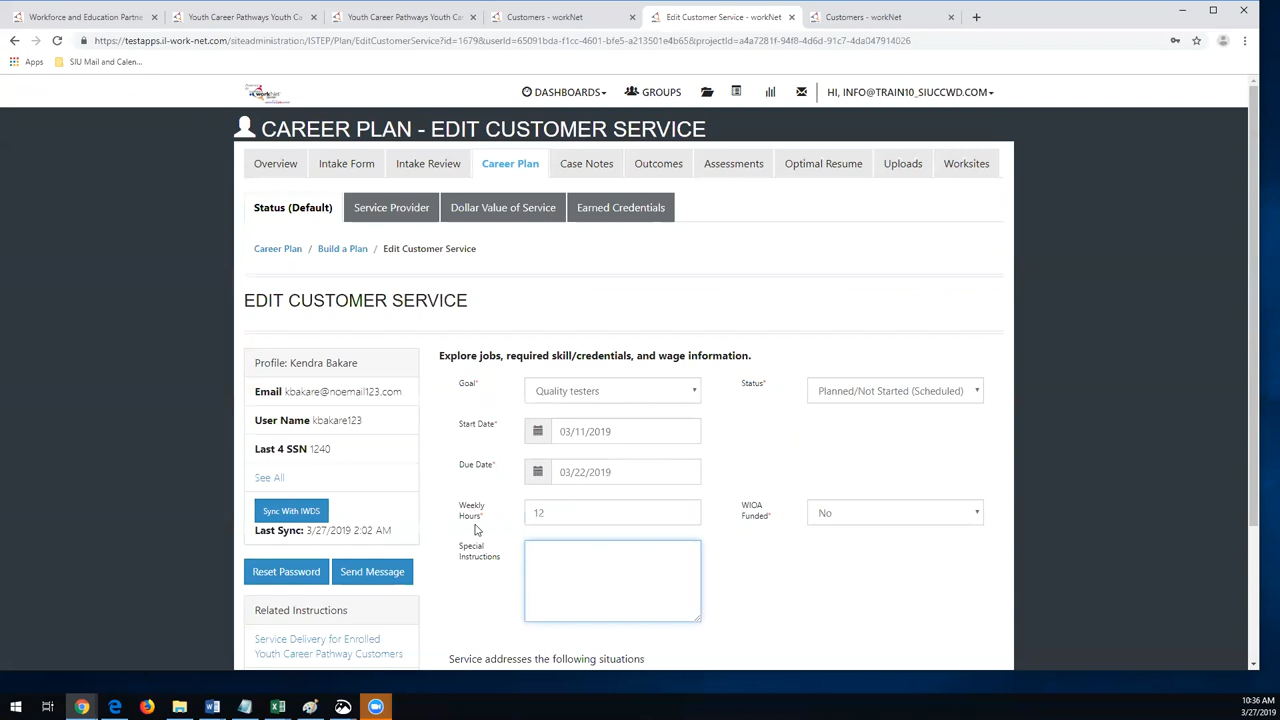 Workforce and Education Partne
Youth Career Pathways Youth Ca
Youth Career Pathways Youth Car
Customers - workNet
Edit Customer Service - workNet
Customers - workNet
https://testapps.il-work-net.com/siteadministration/ISTEP/Plan/EditCustomerService?id=1679&userId=65091bda-f1cc-4601-bfe5-a213501e4b65&projectId=a4a7281f-94f8-4d6d-91c7-4da047914026
Apps
SIU Mail and Calen...
DASHBOARDS
GROUPS
HI, INFO@TRAIN10_SIUCCWD.COM
CAREER PLAN - EDIT CUSTOMER SERVICE
Overview
Intake Form
Intake Review
Career Plan
Case Notes
Outcomes
Assessments
Optimal Resume
Uploads
Worksites
Status (Default)
Service Provider
Dollar Value of Service
Earned Credentials
Career Plan / Build a Plan / Edit Customer Service
EDIT CUSTOMER SERVICE
Profile: Kendra Bakare
Email kbakare@noemail123.com
User Name kbakare123
Last 4 SSN 1240
See All
Sync With IWDS
Last Sync: 3/27/2019 2:02 AM
Reset Password
Send Message
Related Instructions
Service Delivery for Enrolled
Youth Career Pathway Customers
Explore jobs, required skill/credentials, and wage information.
Goal*
Quality testers
Status*
Planned/Not Started (Scheduled)
Start Date*
03/11/2019
Due Date*
03/22/2019
Weekly
Hours*
12
WIOA
Funded*
No
Special
Instructions
Service addresses the following situations
10:36 AM
3/27/2019